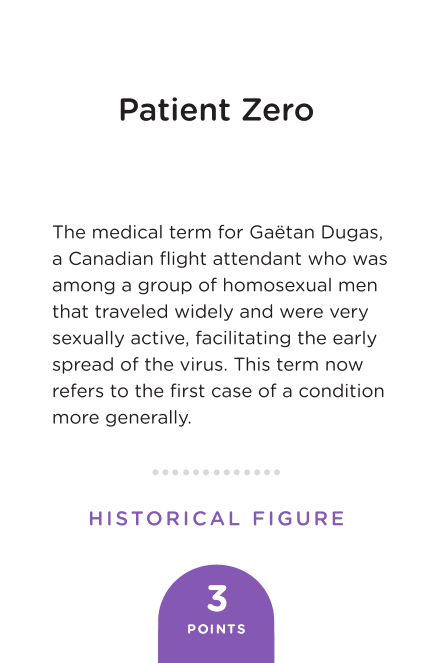 Patient Zero
The medical term for Gaëtan Dugas,
a Canadian flight attendant who was
among a group of homosexual men
that traveled widely and were very
sexually active, facilitating the early
spread of the virus. This term now
refers to the first case of a condition
more generally.
HISTORICAL FIGURE
3
POINTS